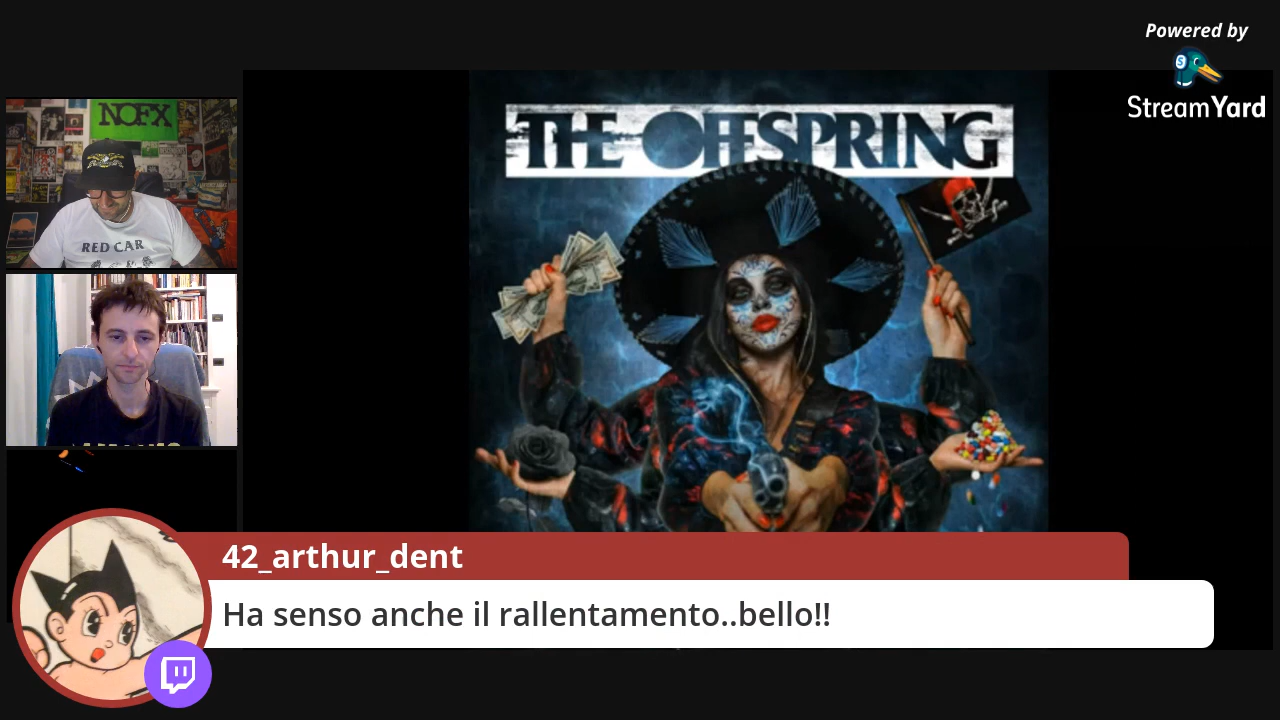 Powered by
StreamYard
NOFX
THE OFFSPRING
RED CAR
42_arthur_dent
Ha senso anche il rallentamento..bello!!